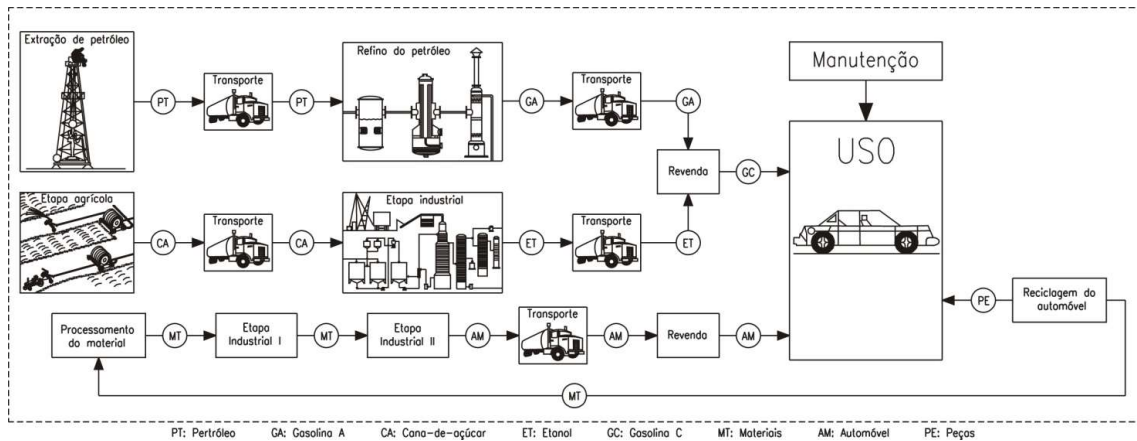 Extração de petróleo
Transporte
Refino do petróleo
Transporte
Manutenção
PT
PT
GA
GA
USO
Revenda
GC
Etapa agrícola
Transporte
Etapa industrial
Transporte
CA
CA
ET
ET
Processamento
do material
MT
Etapa
Industrial I
MT
Etapa
Industrial II
AM
Transporte
AM
Revenda
AM
PE
Reciclagem do
automóvel
MT
PT: Pertróleo GA: Gasolina A CA: Cana-de-açúcar ET: Etanol GC: Gasolina C MT: Materiais AM: Automóvel PE: Peças